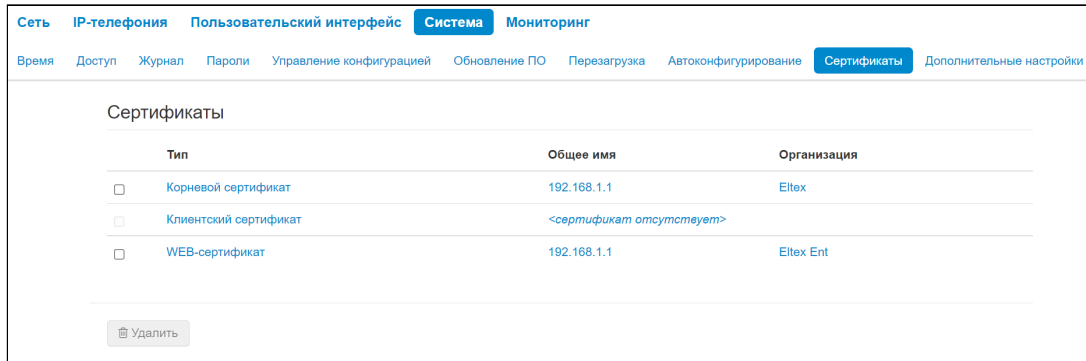 Сеть IP-телефония Пользовательский интерфейс Система Мониторинг
Время Доступ Журнал Пароли Управление конфигурацией Обновление ПО Перезагрузка Автоконфигурирование Сертификаты Дополнительные настройки
Сертификаты
Тип Общее имя Организация
Корневой сертификат 192.168.1.1 Eltex
Клиентский сертификат <сертификат отсутствует>
WEB-сертификат 192.168.1.1 Eltex Ent
Удалить